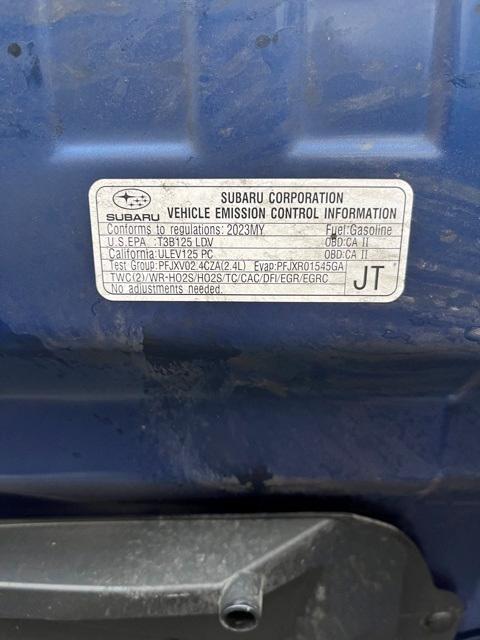 SUBARU CORPORATION
SUBARU VEHICLE EMISSION CONTROL INFORMATION
Conforms to regulations: 2023MY Fuel:Gasoline
U.S.EPA :T3B125 LDV OBD:CA II
California:ULEV125 PC OBD:CA II
Test Group:PFJXV02.4CZA(2.4L) Evap:PFJXR01545GA
TWC(2)/WR-HO2S/HO2S/TC/CAC/DFI/EGR/EGRC
No adjustments needed.
JT